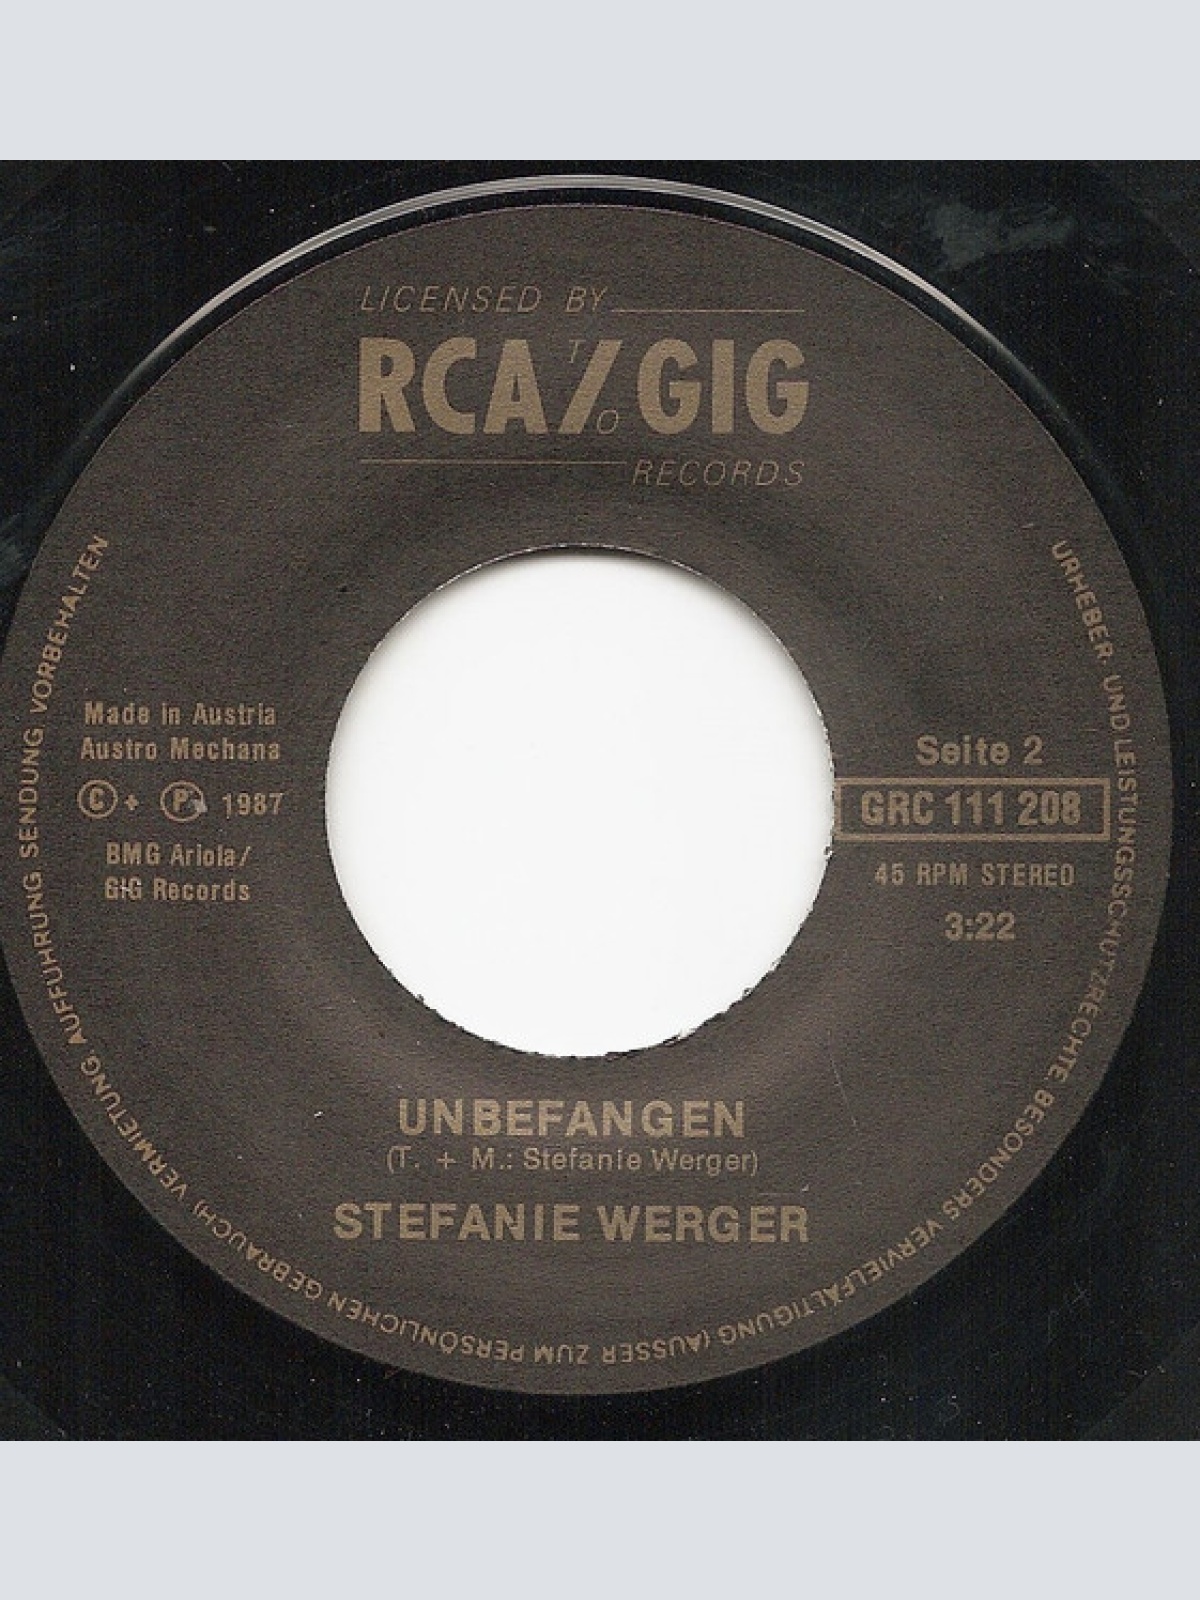 LICENSED BY
RCA TO GIG
RECORDS
Made in Austria
Austro Mechana
Ⓒ + Ⓟ 1987
BMG Ariola/
GIG Records
Seite 2
GRC 111 208
45 RPM STEREO
3:22
UNBEFANGEN
(T. + M.: Stefanie Werger)
STEFANIE WERGER
URHEBER- UND LEISTUNGSSCHUTZRECHTE, BESONDERS VERVIELFÄLTIGUNG (AUSSER ZUM PERSÖNLICHEN GEBRAUCH) VERMIETUNG, AUFFÜHRUNG, SENDUNG VORBEHALTEN